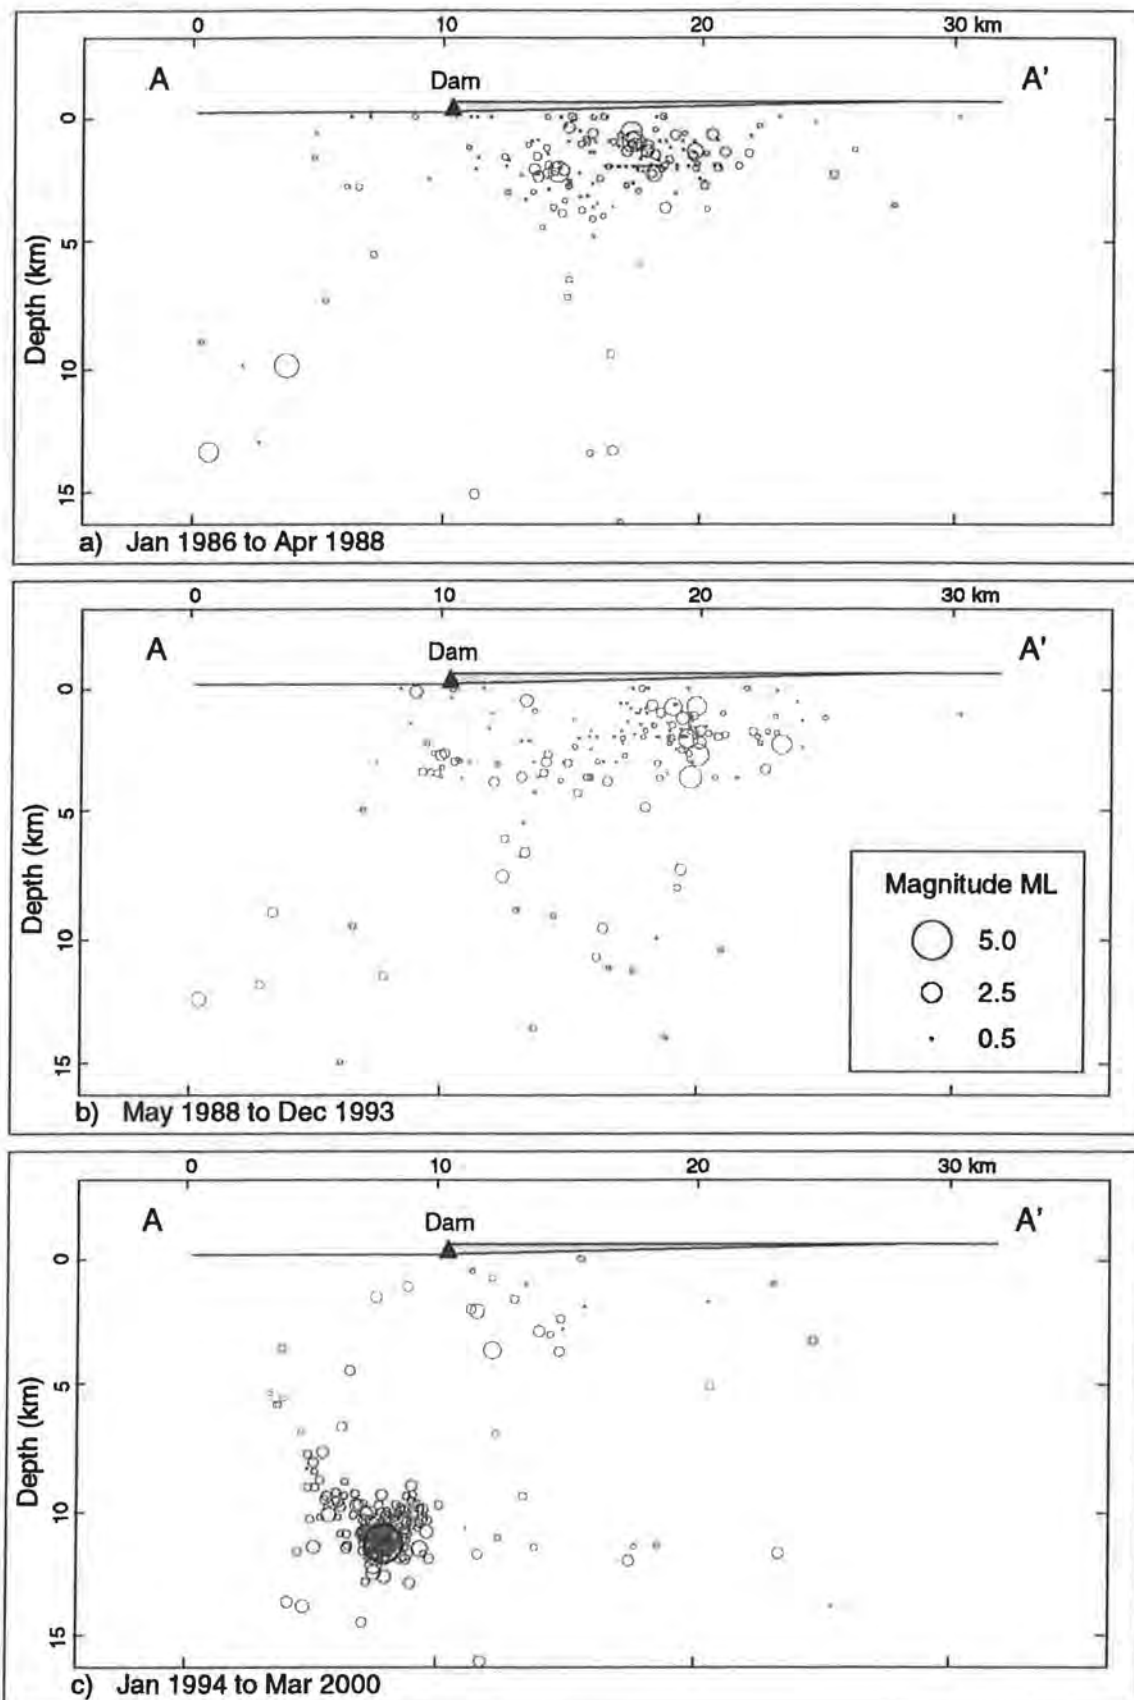 0 10 20 30 km
A A'
Dam
0
5
10
15
Depth (km)
a) Jan 1986 to Apr 1988
0 10 20 30 km
A A'
Dam
0
5
10
15
Depth (km)
Magnitude ML
5.0
2.5
0.5
b) May 1988 to Dec 1993
0 10 20 30 km
A A'
Dam
0
5
10
15
Depth (km)
c) Jan 1994 to Mar 2000